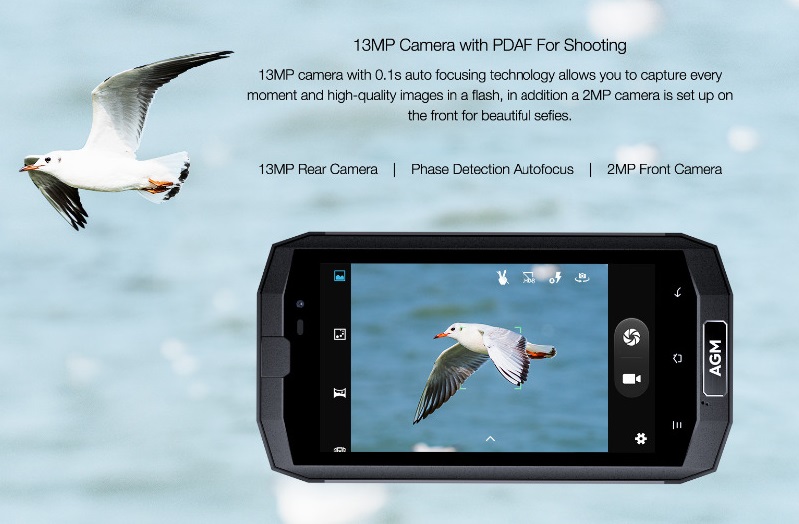 13MP Camera with PDAF For Shooting
13MP camera with 0.1s auto focusing technology allows you to capture every
moment and high-quality images in a flash, in addition a 2MP camera is set up on
the front for beautiful sefies.
13MP Rear Camera | Phase Detection Autofocus | 2MP Front Camera
HDR
AGM